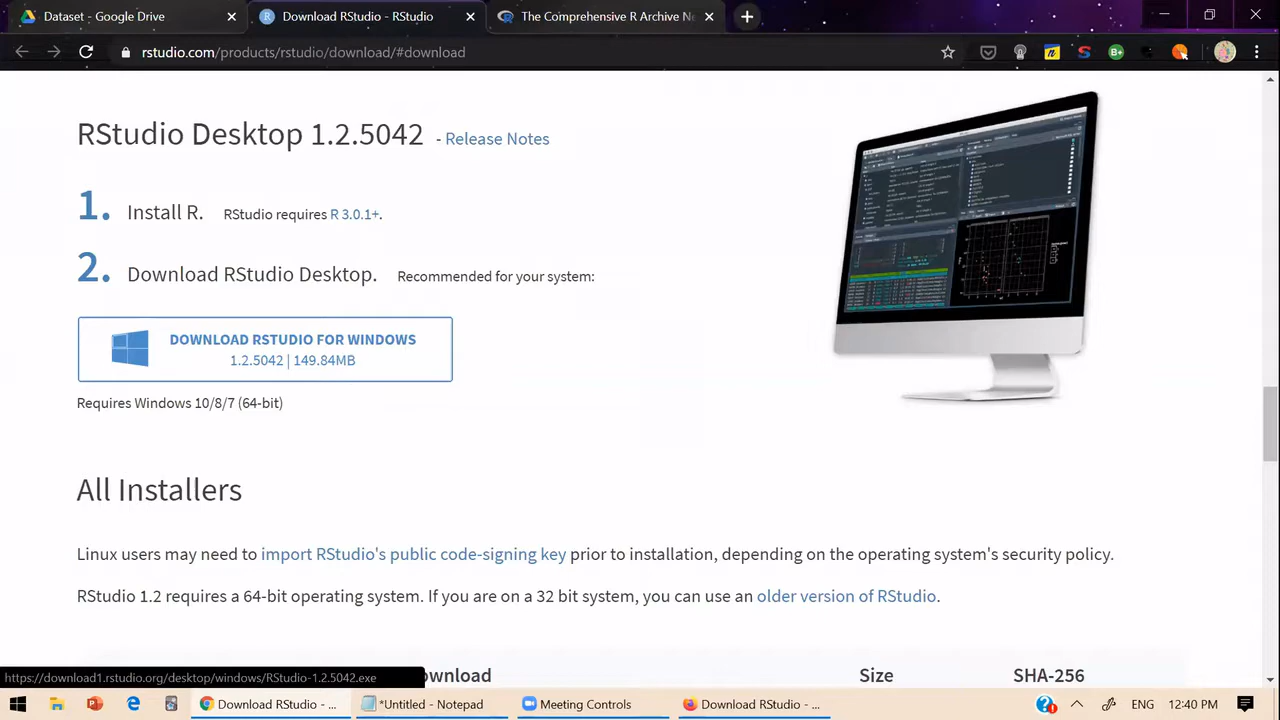 Dataset - Google Drive
Download RStudio - RStudio
The Comprehensive R Archive Ne
rstudio.com/products/rstudio/download/#download
RStudio Desktop 1.2.5042 - Release Notes
1. Install R. RStudio requires R 3.0.1+.
2. Download RStudio Desktop. Recommended for your system:
DOWNLOAD RSTUDIO FOR WINDOWS
1.2.5042 | 149.84MB
Requires Windows 10/8/7 (64-bit)
All Installers
Linux users may need to import RStudio's public code-signing key prior to installation, depending on the operating system's security policy.
RStudio 1.2 requires a 64-bit operating system. If you are on a 32 bit system, you can use an older version of RStudio.
ownload Size SHA-256
https://download1.rstudio.org/desktop/windows/RStudio-1.2.5042.exe
Download RStudio - ...
*Untitled - Notepad
Meeting Controls
Download RStudio - ...
ENG
12:40 PM